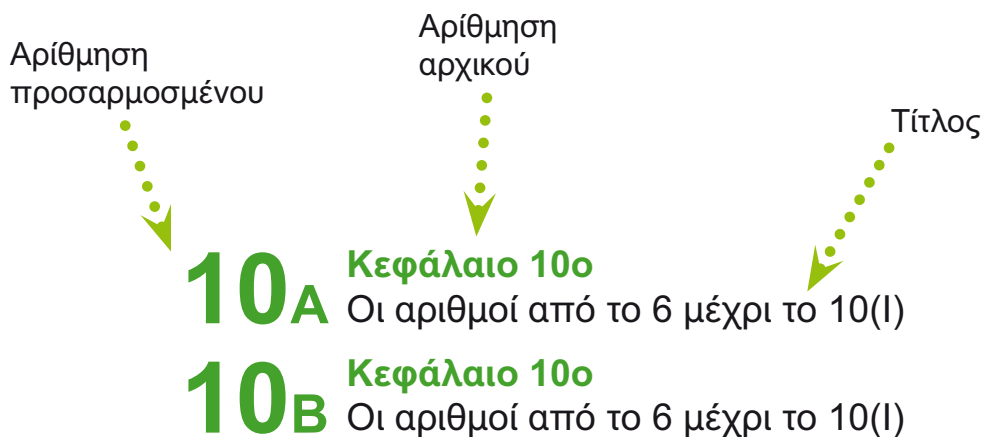 Αρίθμηση
προσαρμοσμένου
Αρίθμηση
αρχικού
Τίτλος
10Α Κεφάλαιο 10ο
Οι αριθμοί από το 6 μέχρι το 10(Ι)
10Β Κεφάλαιο 10ο
Οι αριθμοί από το 6 μέχρι το 10(Ι)